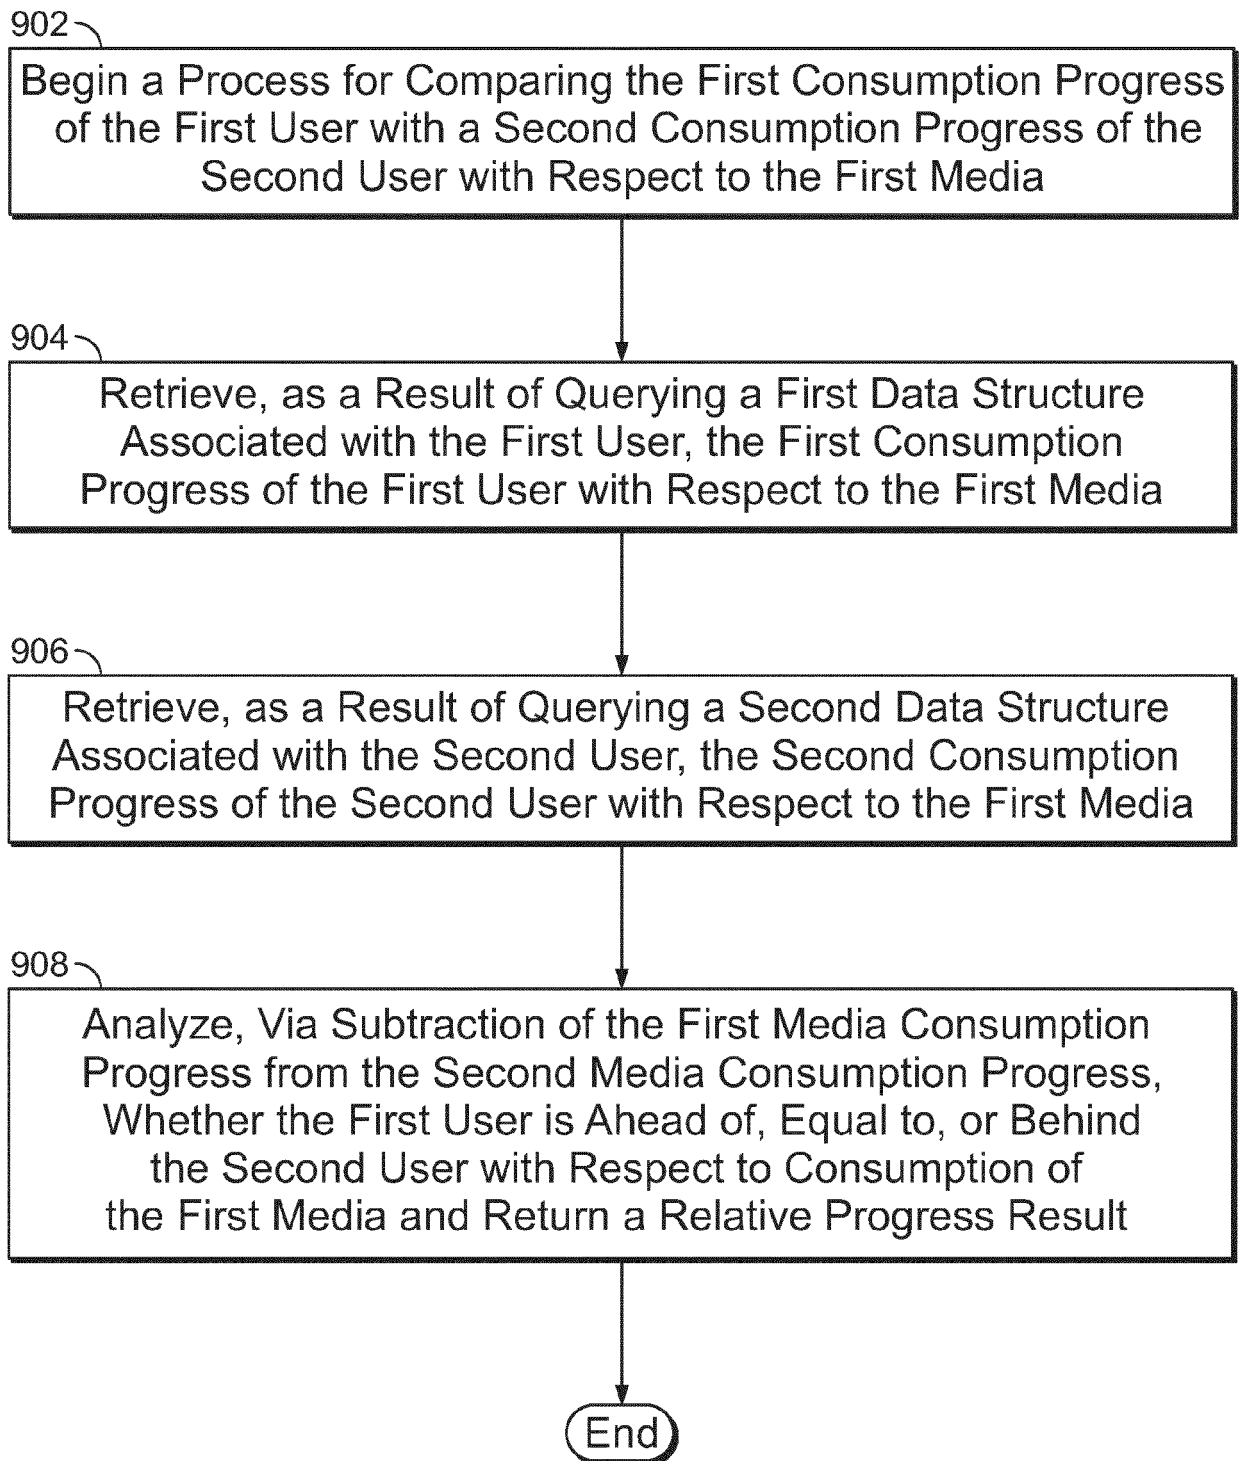 902
Begin a Process for Comparing the First Consumption Progress
of the First User with a Second Consumption Progress of the
Second User with Respect to the First Media
904
Retrieve, as a Result of Querying a First Data Structure
Associated with the First User, the First Consumption
Progress of the First User with Respect to the First Media
906
Retrieve, as a Result of Querying a Second Data Structure
Associated with the Second User, the Second Consumption
Progress of the Second User with Respect to the First Media
908
Analyze, Via Subtraction of the First Media Consumption
Progress from the Second Media Consumption Progress,
Whether the First User is Ahead of, Equal to, or Behind
the Second User with Respect to Consumption of
the First Media and Return a Relative Progress Result
End